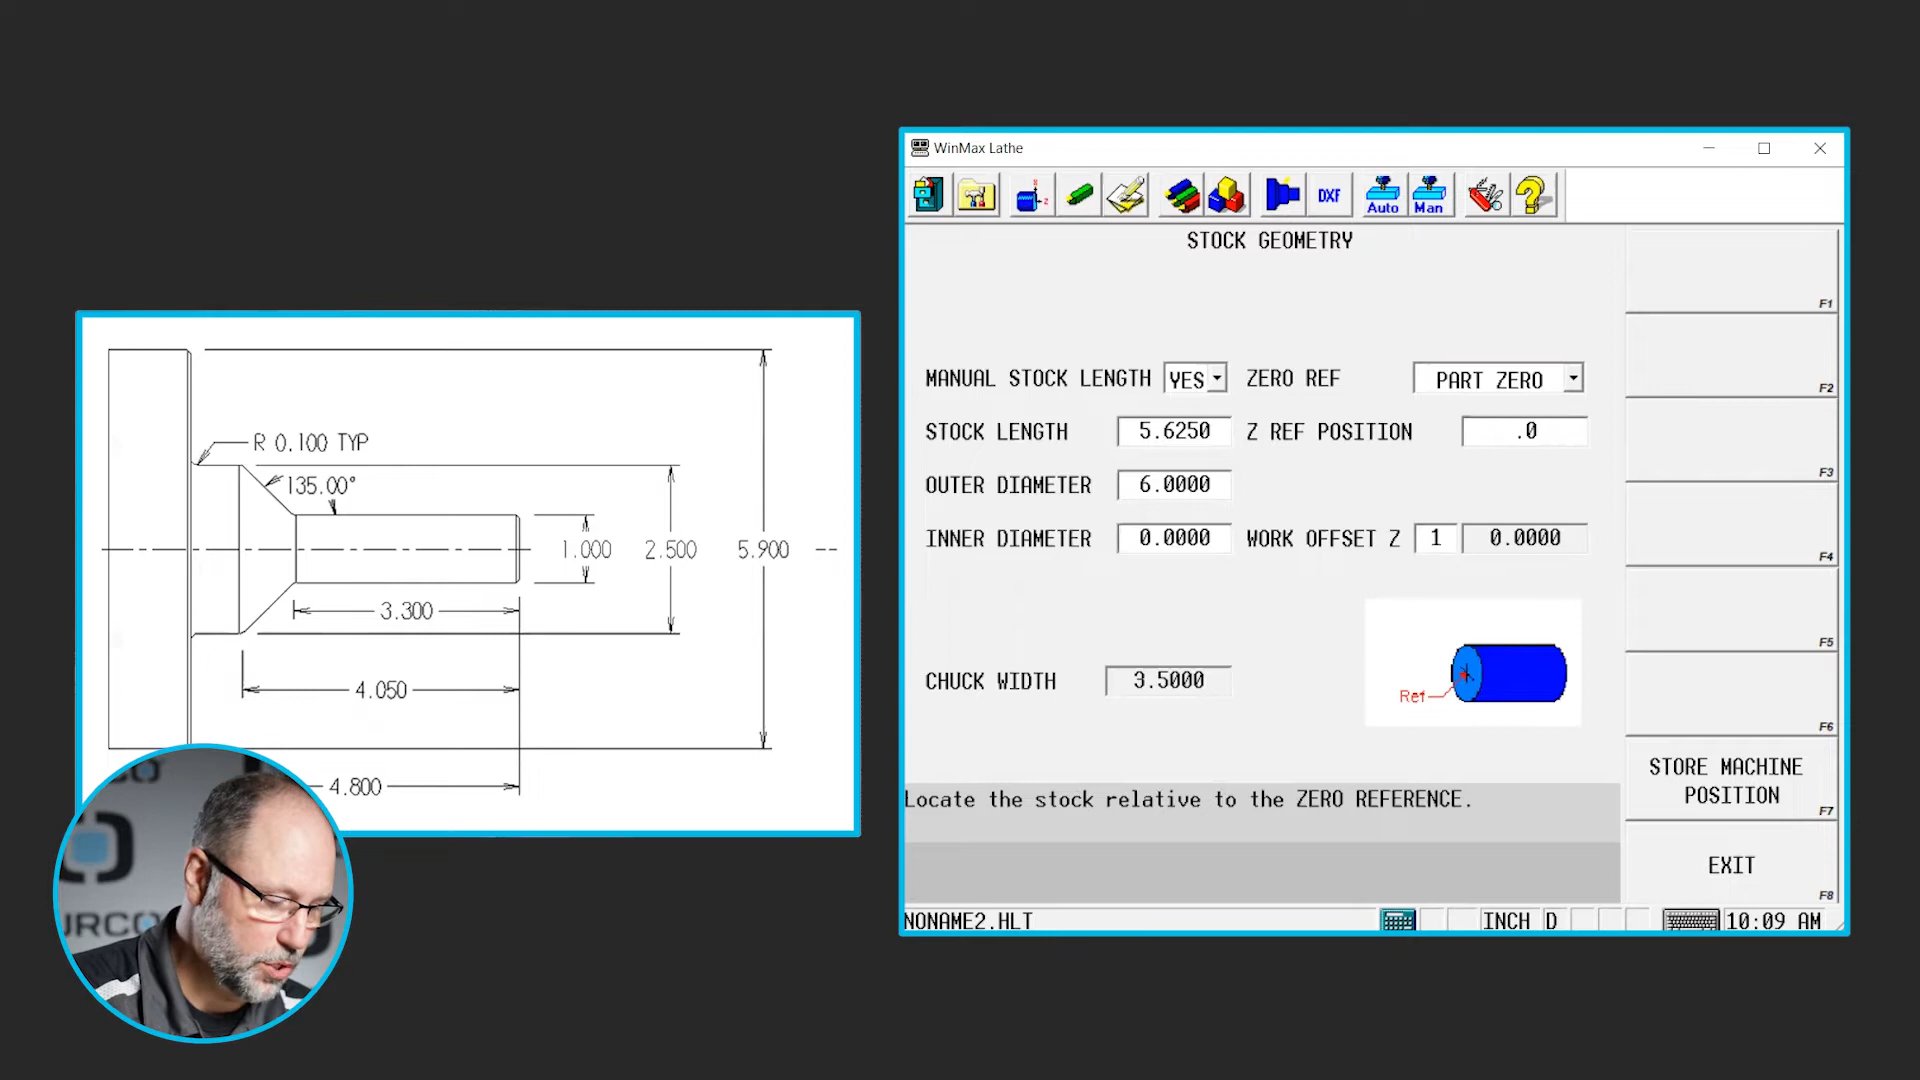 WinMax Lathe
DXF
Auto
Man
STOCK GEOMETRY
MANUAL STOCK LENGTH YES ZERO REF PART ZERO
STOCK LENGTH 5.6250 Z REF POSITION .0
OUTER DIAMETER 6.0000
INNER DIAMETER 0.0000 WORK OFFSET Z 1 0.0000
CHUCK WIDTH 3.5000
Ref
Locate the stock relative to the ZERO REFERENCE.
NONAME2.HLT INCH D 10:09 AM
F1
F2
F3
F4
F5
F6
STORE MACHINE
POSITION
F7
EXIT
F8
R 0.100 TYP
135.00°
1.000 2.500 5.900
3.300
4.050
4.800